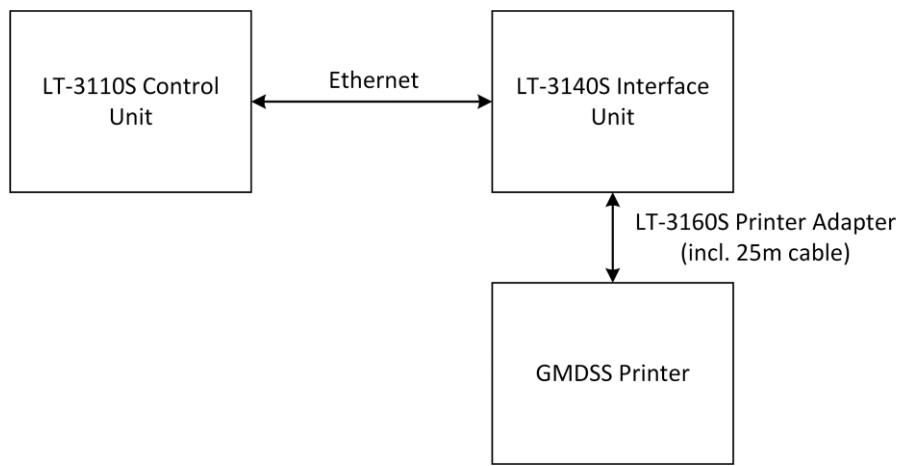 LT-3110S Control
Unit
Ethernet
LT-3140S Interface
Unit
LT-3160S Printer Adapter
(incl. 25m cable)
GMDSS Printer